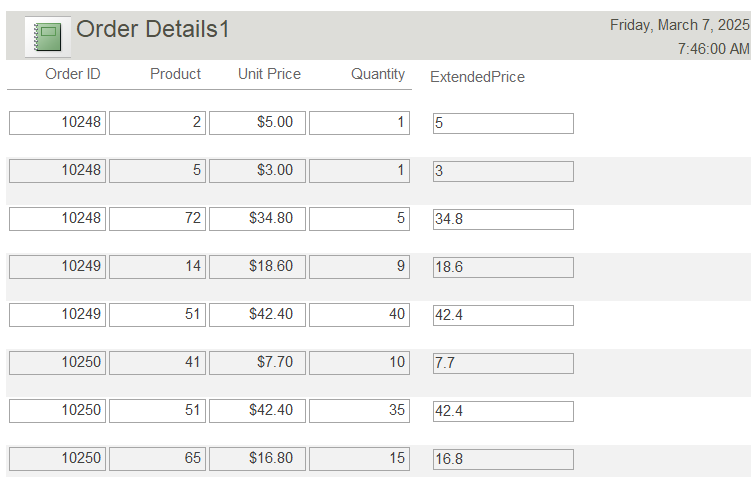 Order Details1 Friday, March 7, 2025
7:46:00 AM
Order ID Product Unit Price Quantity ExtendedPrice
10248 2 $5.00 1 5
10248 5 $3.00 1 3
10248 72 $34.80 5 34.8
10249 14 $18.60 9 18.6
10249 51 $42.40 40 42.4
10250 41 $7.70 10 7.7
10250 51 $42.40 35 42.4
10250 65 $16.80 15 16.8